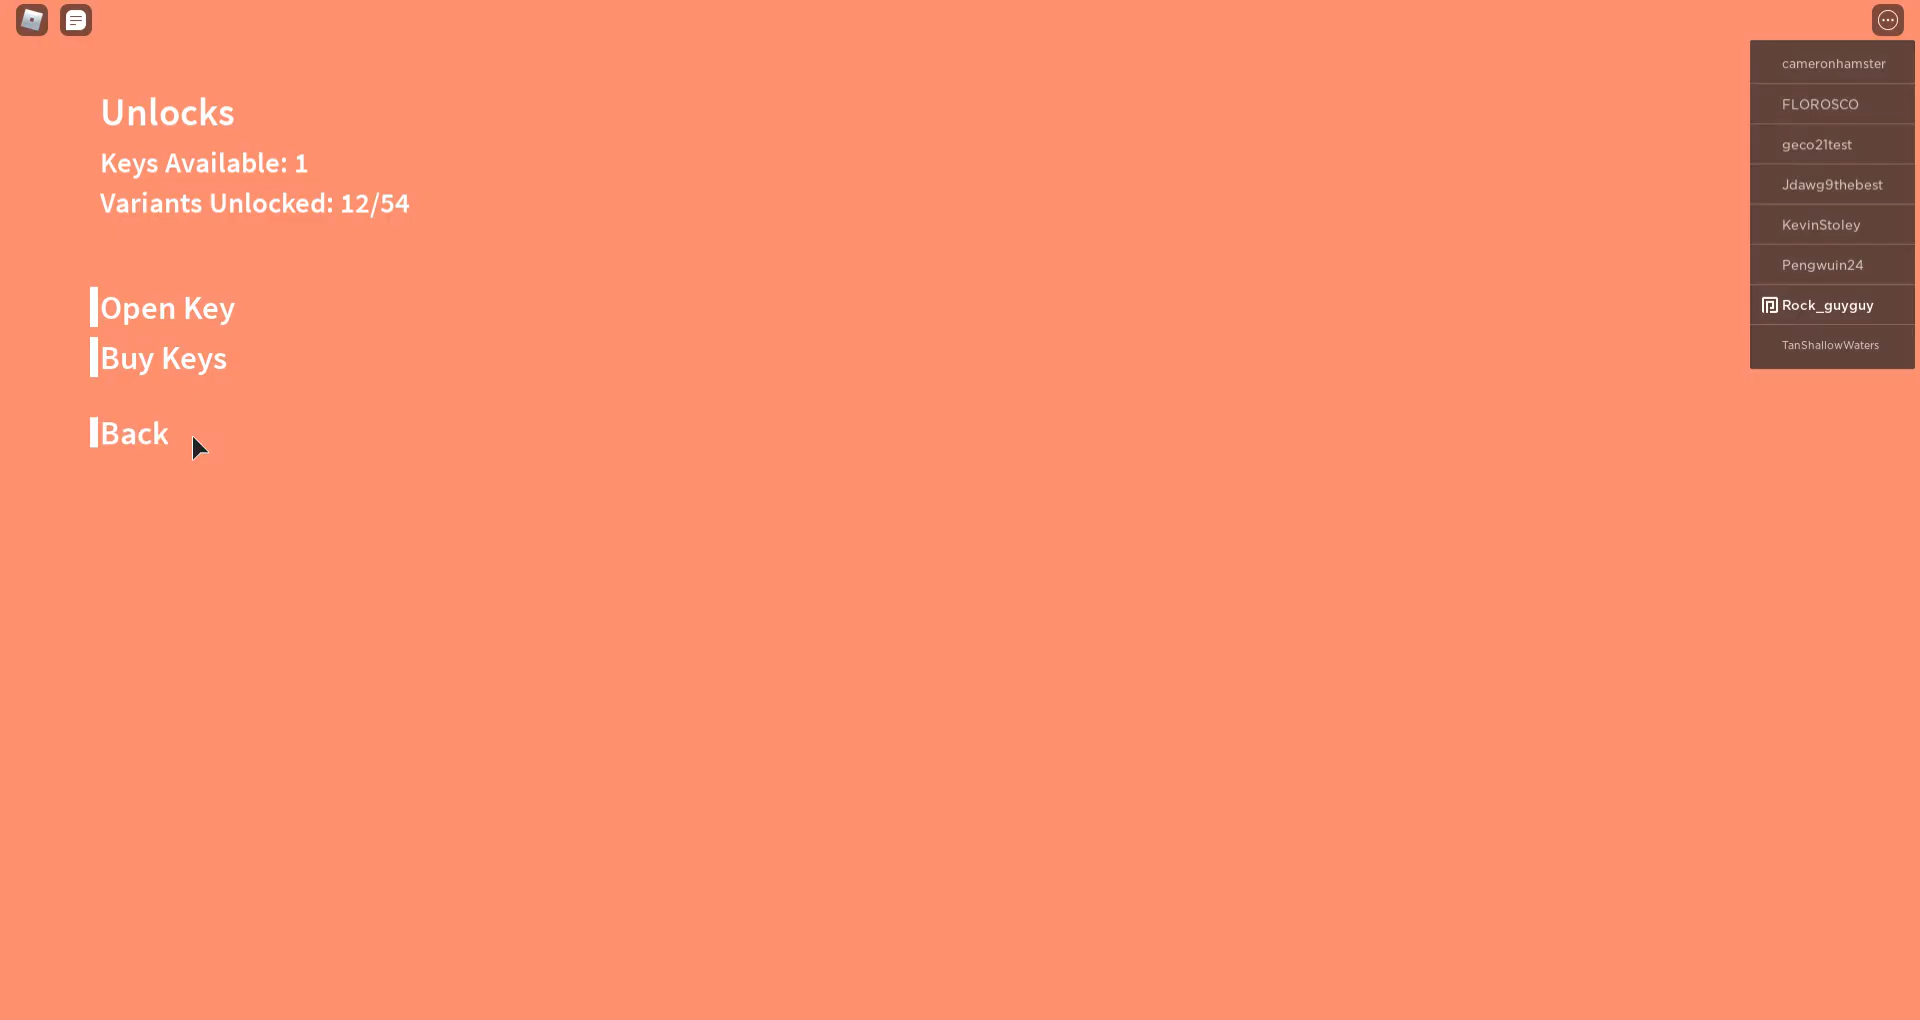 Unlocks
Keys Available: 1
Variants Unlocked: 12/54
Open Key
Buy Keys
Back
cameronhamster
FLOROSCO
geco21test
Jdawg9thebest
KevinStoley
Pengwuin24
Rock_guyguy
TanShallowWaters